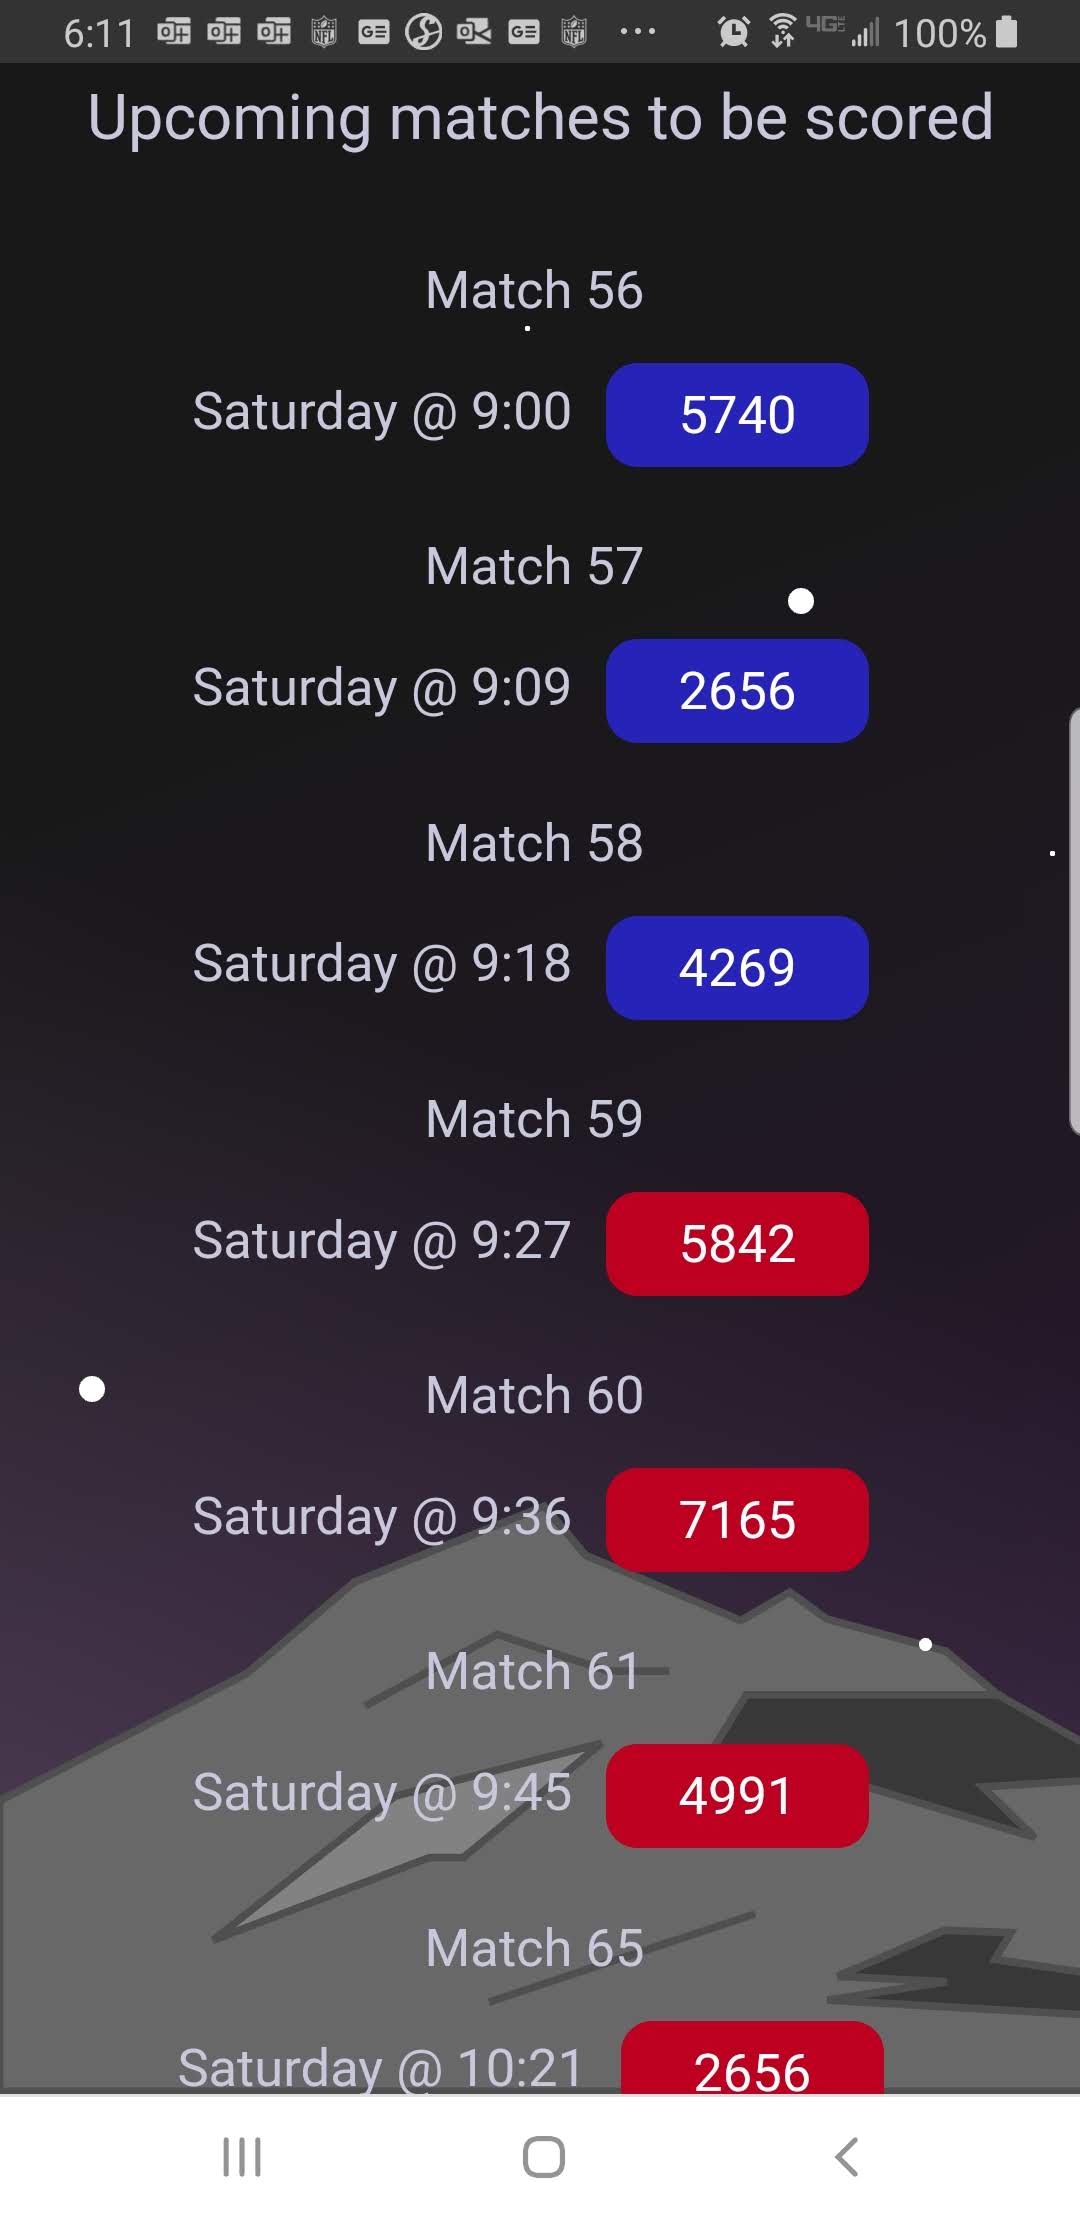 6:11 4GE 100%
Upcoming matches to be scored
Match 56
Saturday @ 9:00 5740
Match 57
Saturday @ 9:09 2656
Match 58
Saturday @ 9:18 4269
Match 59
Saturday @ 9:27 5842
Match 60
Saturday @ 9:36 7165
Match 61
Saturday @ 9:45 4991
Match 65
Saturday @ 10:21 2656